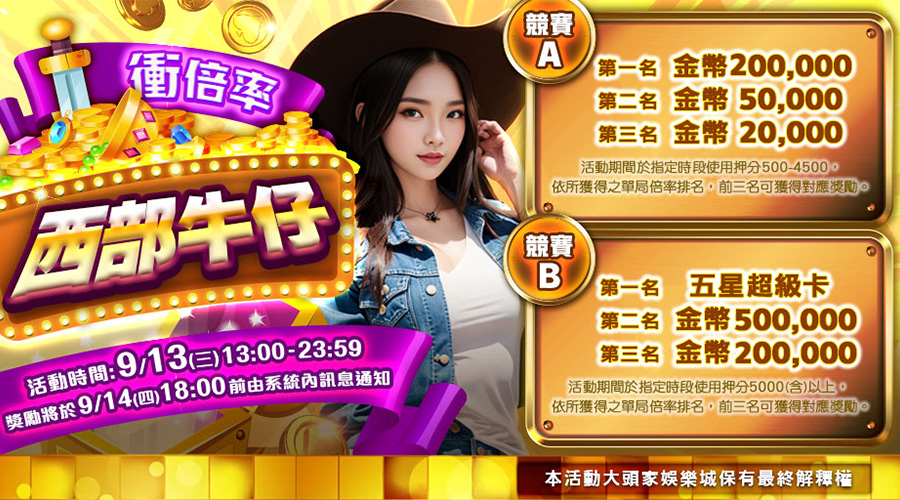 衝倍率
西部牛仔
活動時間:9/13(三)13:00-23:59
獎勵將於9/14(四)18:00前由系統內訊息通知
競賽
A
第一名 金幣200,000
第二名 金幣 50,000
第三名 金幣 20,000
活動期間於指定時段使用押分500-4500，
依所獲得之單局倍率排名，前三名可獲得對應獎勵。
競賽
B
第一名 五星超級卡
第二名 金幣500,000
第三名 金幣200,000
活動期間於指定時段使用押分5000(含)以上，
依所獲得之單局倍率排名，前三名可獲得對應獎勵。
本活動大頭家娛樂城保有最終解釋權